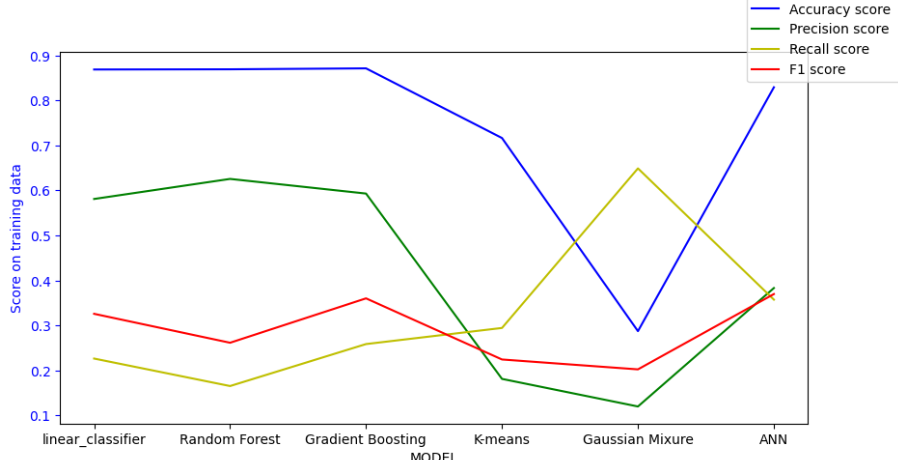 Accuracy score
Precision score
Recall score
F1 score
Score on training data
0.9
0.8
0.7
0.6
0.5
0.4
0.3
0.2
0.1
linear_classifier Random Forest Gradient Boosting K-means Gaussian Mixure ANN
MODEL